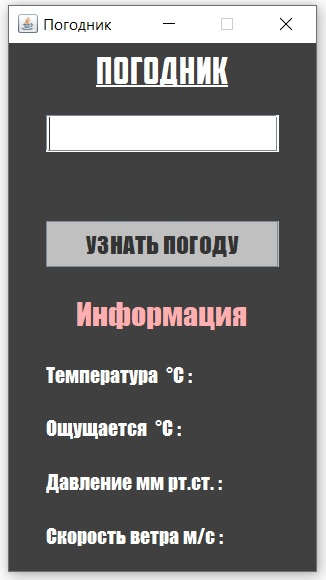 Погодник
ПОГОДНИК
УЗНАТЬ ПОГОДУ
Информация
Температура °C :
Ощущается °C :
Давление мм рт.ст. :
Скорость ветра м/с :